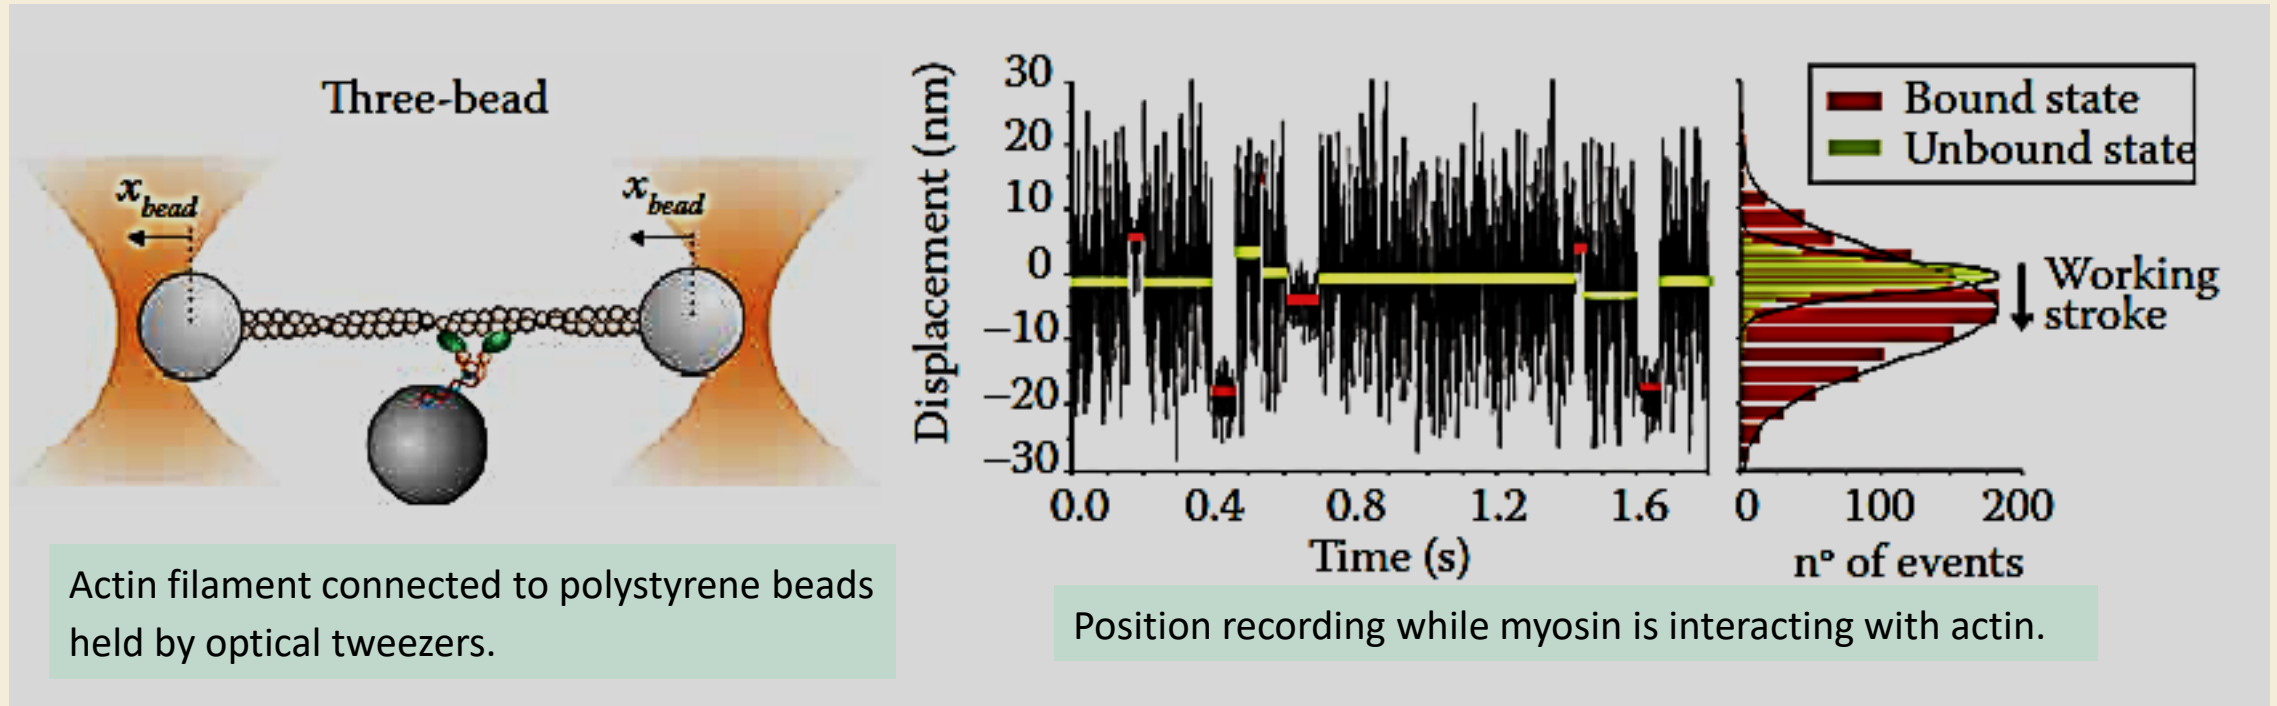 Three-bead
x_bead
x_bead
Actin filament connected to polystyrene beads
held by optical tweezers.
Displacement (nm)
30
20
10
0
−10
−20
−30
0.0 0.4 0.8 1.2 1.6
Time (s)
Bound state
Unbound state
Working
stroke
0 100 200
n° of events
Position recording while myosin is interacting with actin.